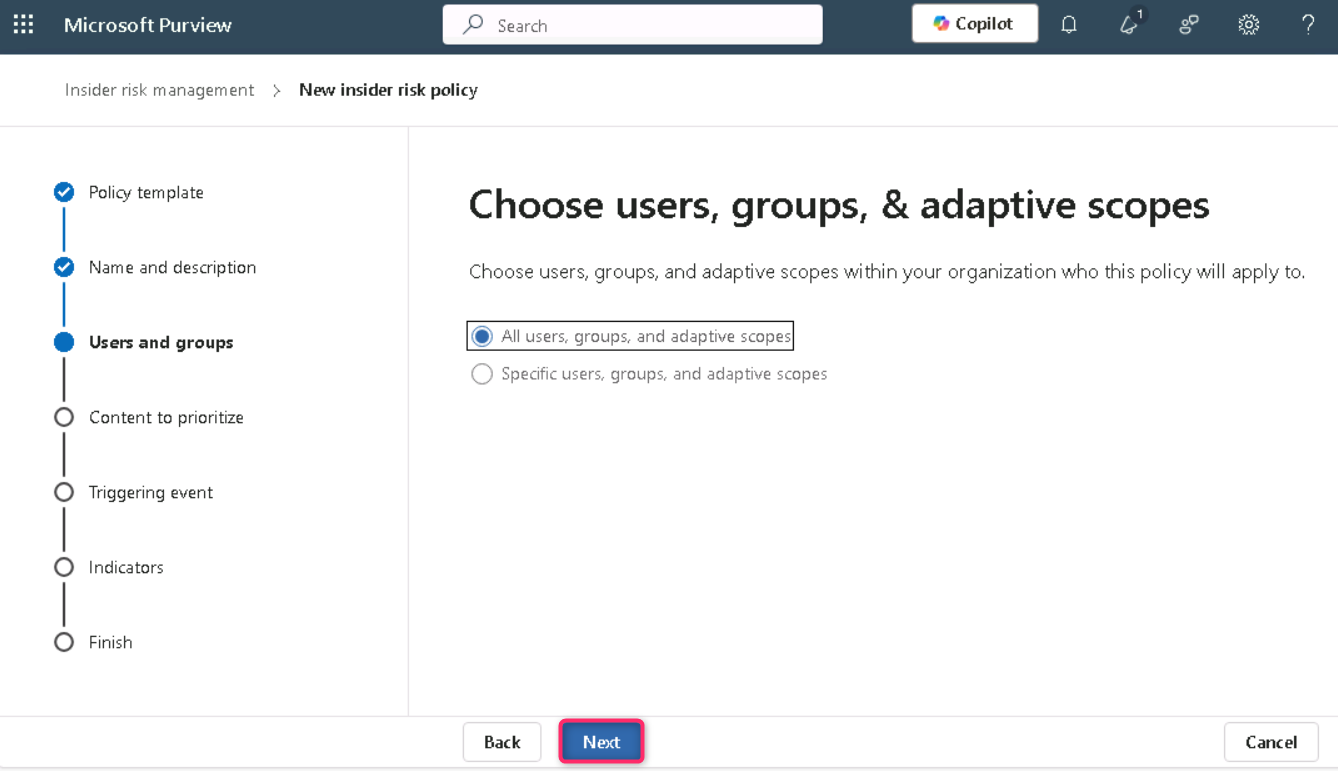 Microsoft Purview
Search
Copilot
1
?
Insider risk management > New insider risk policy
Policy template
Name and description
Users and groups
Content to prioritize
Triggering event
Indicators
Finish
Choose users, groups, & adaptive scopes
Choose users, groups, and adaptive scopes within your organization who this policy will apply to.
All users, groups, and adaptive scopes
Specific users, groups, and adaptive scopes
Back
Next
Cancel